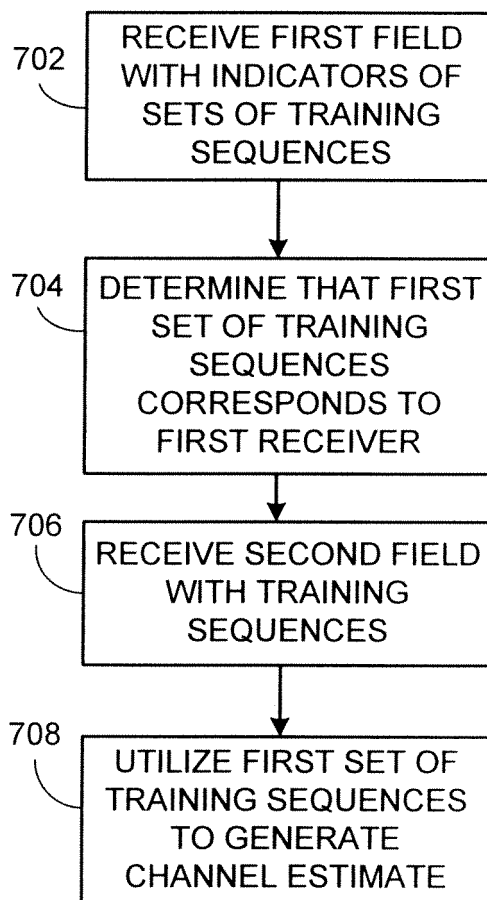 702
RECEIVE FIRST FIELD
WITH INDICATORS OF
SETS OF TRAINING
SEQUENCES
704
DETERMINE THAT FIRST
SET OF TRAINING
SEQUENCES
CORRESPONDS TO
FIRST RECEIVER
706
RECEIVE SECOND FIELD
WITH TRAINING
SEQUENCES
708
UTILIZE FIRST SET OF
TRAINING SEQUENCES
TO GENERATE
CHANNEL ESTIMATE